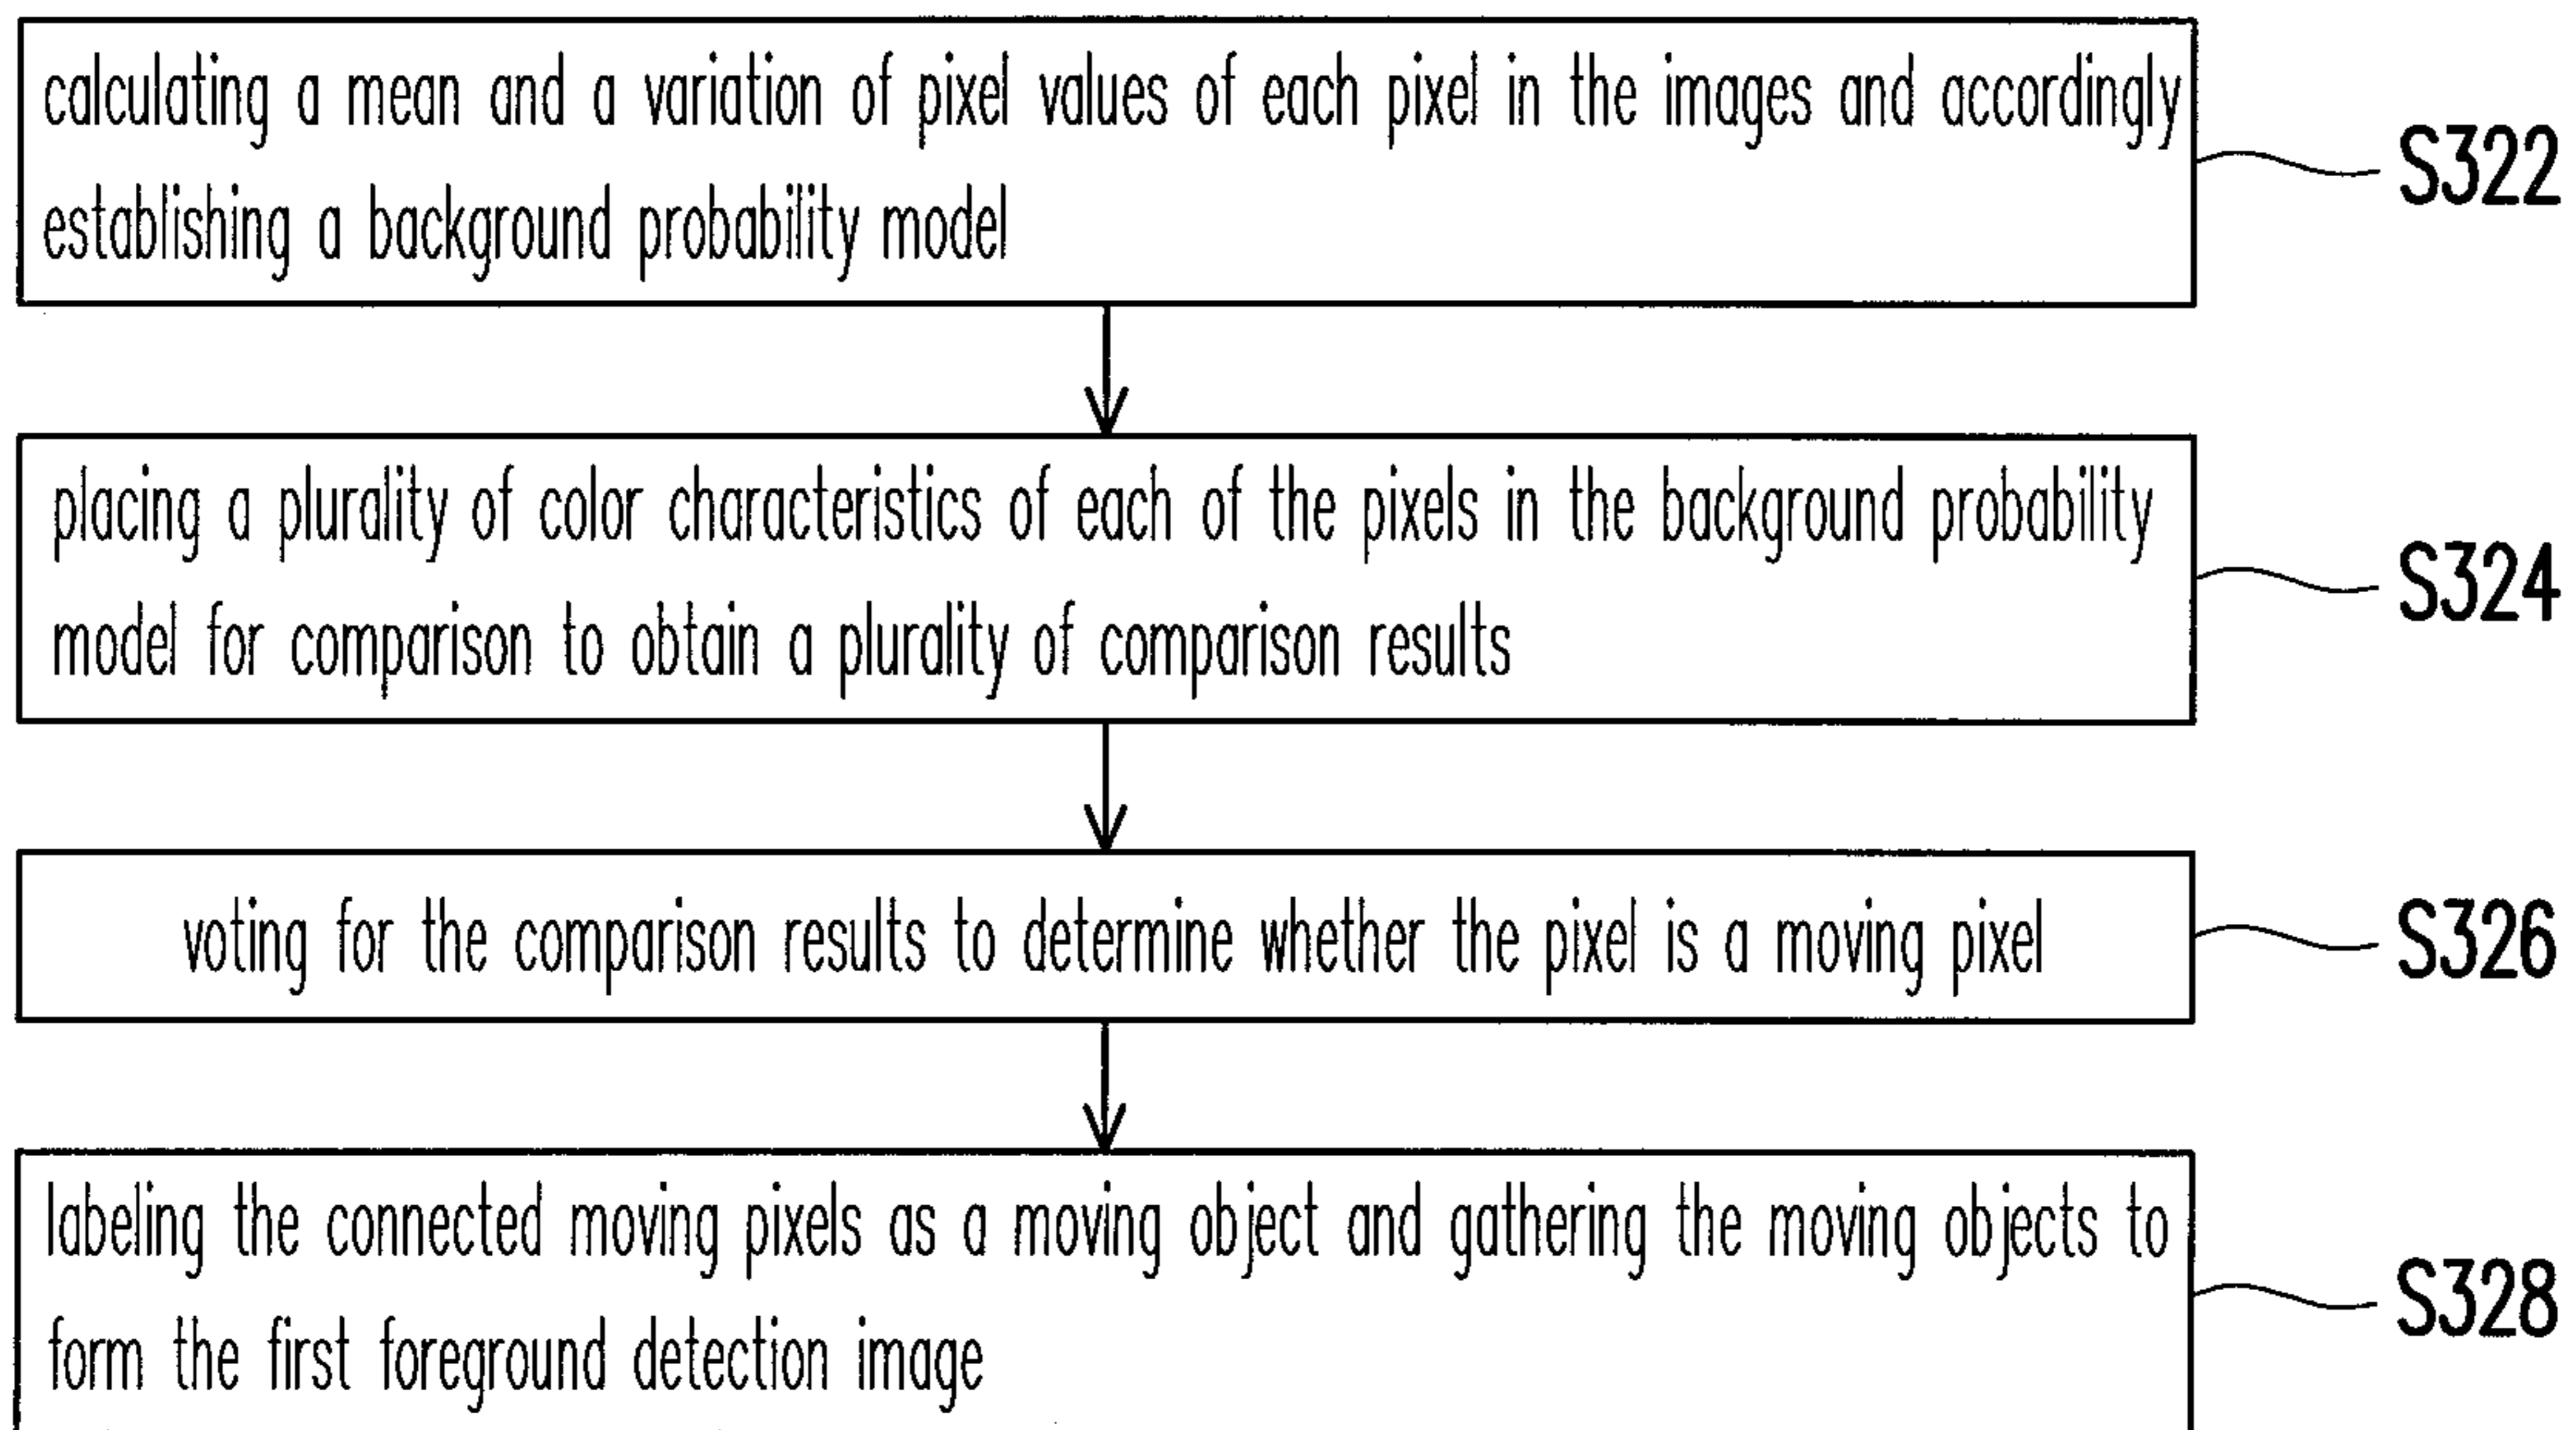 calculating a mean and a variation of pixel values of each pixel in the images and accordingly
establishing a background probability model
S322
placing a plurality of color characteristics of each of the pixels in the background probability
model for comparison to obtain a plurality of comparison results
S324
voting for the comparison results to determine whether the pixel is a moving pixel
S326
labeling the connected moving pixels as a moving object and gathering the moving objects to
form the first foreground detection image
S328